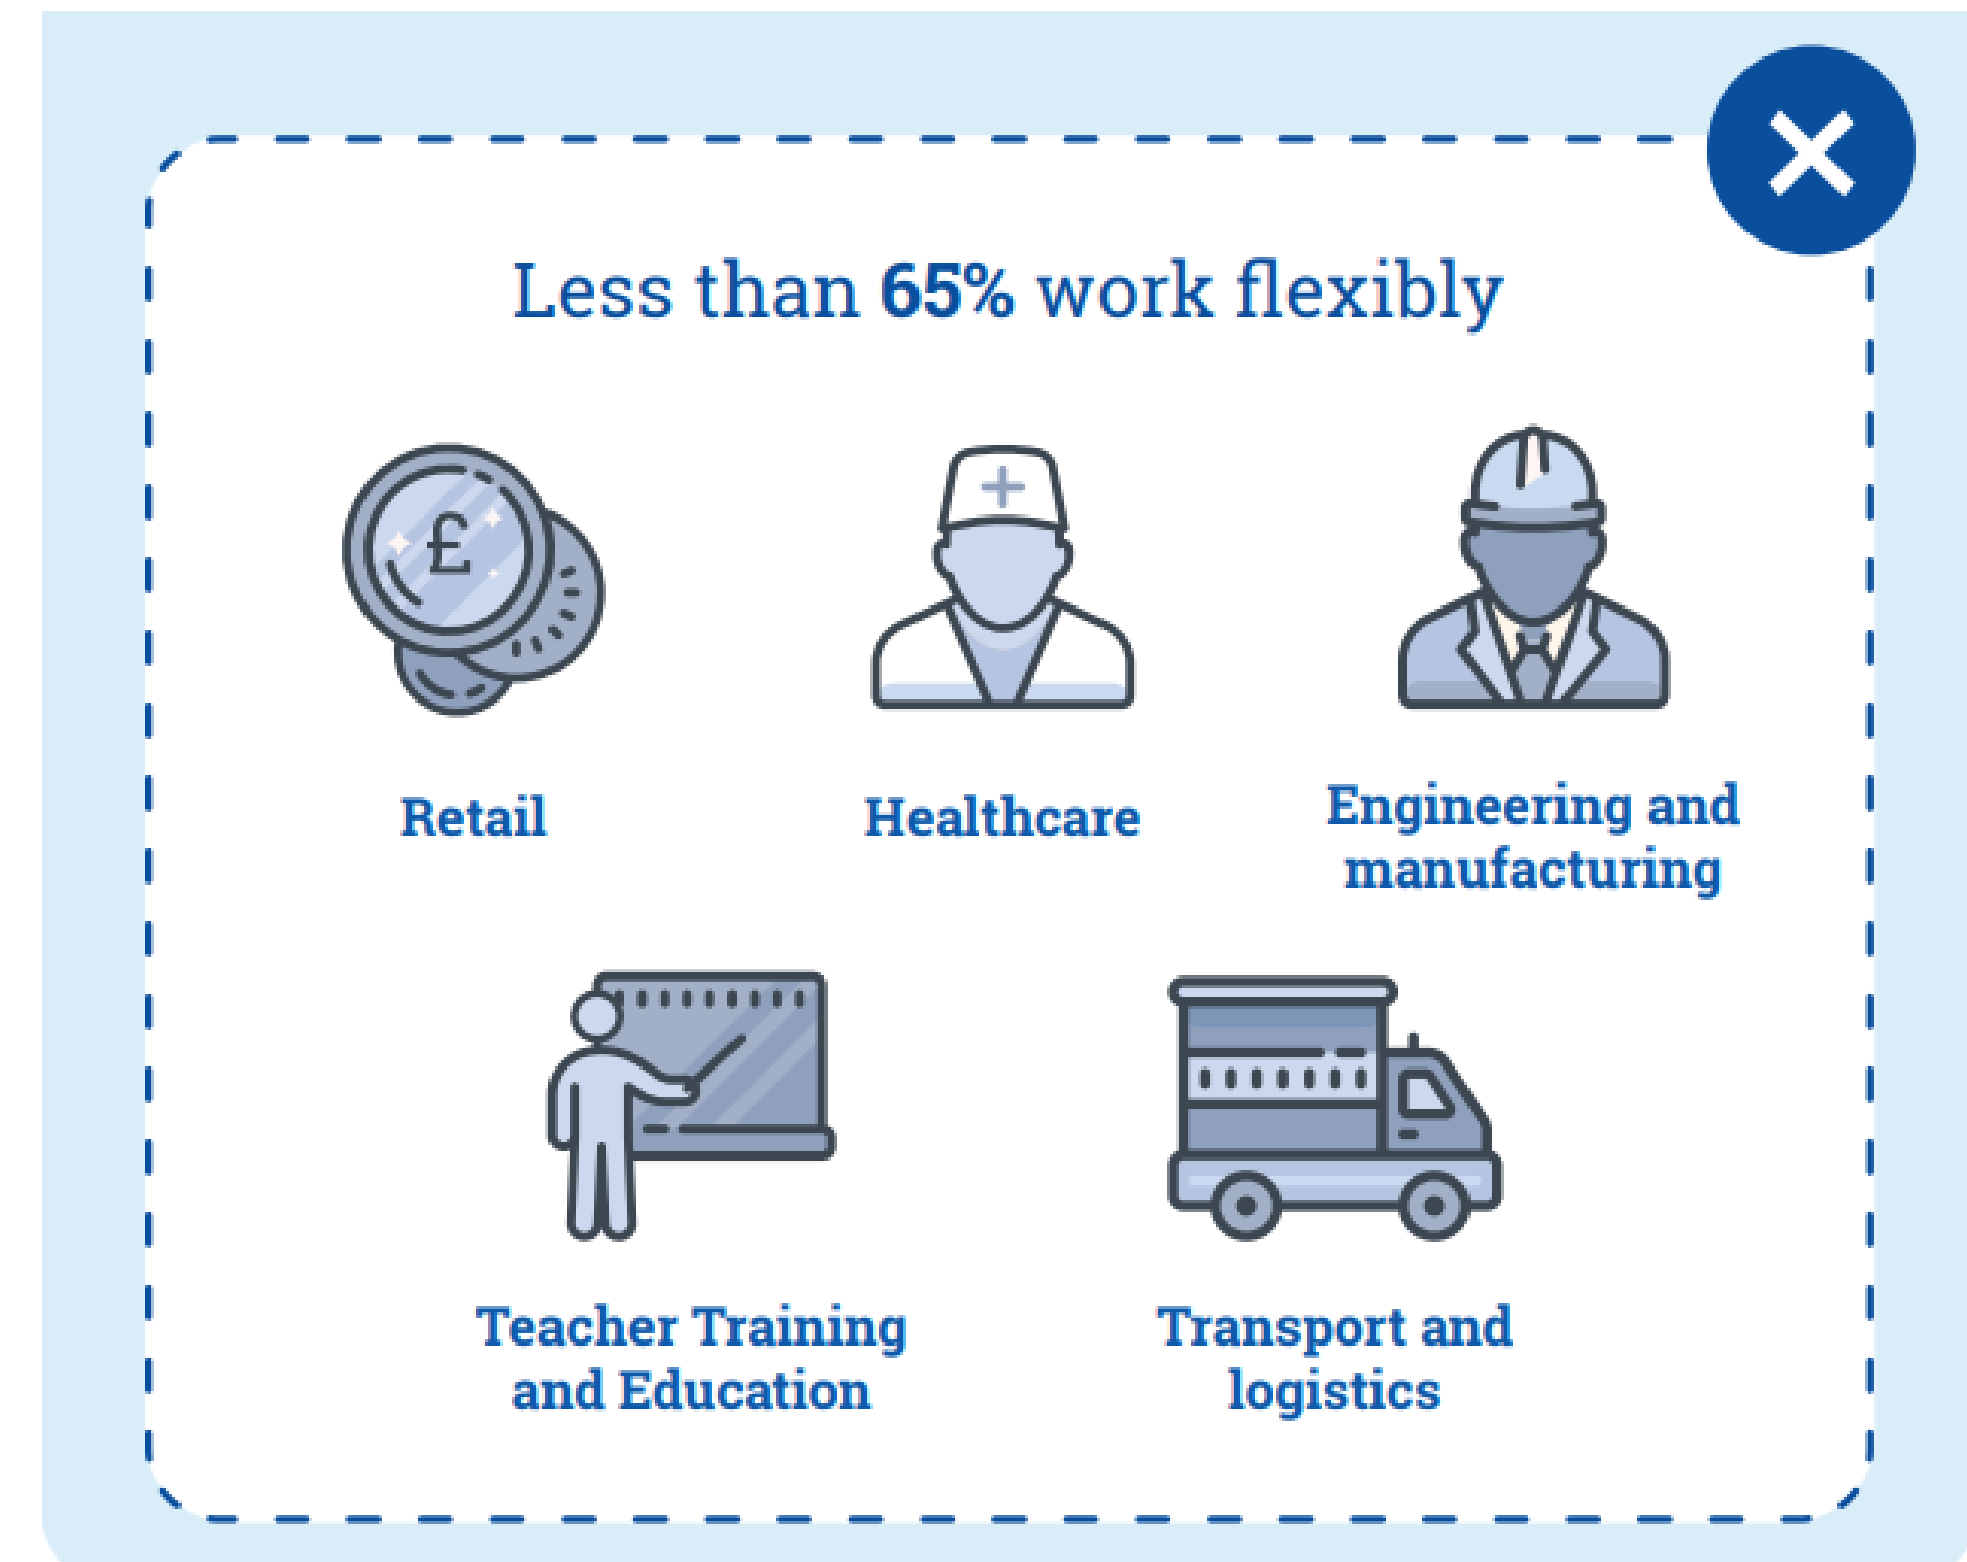 Less than 65% work flexibly
£
Retail
Healthcare
Engineering and
manufacturing
Teacher Training
and Education
Transport and
logistics